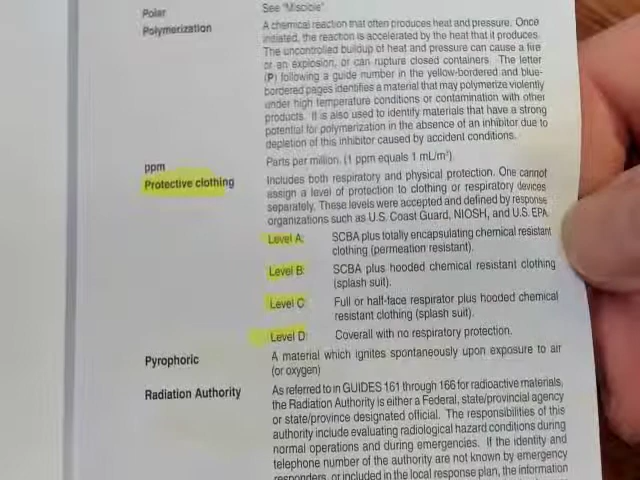 Polar See "Miscible"
Polymerization A chemical reaction that often produces heat and pressure. Once
initiated, the reaction is accelerated by the heat that it produces.
The uncontrolled buildup of heat and pressure can cause a fire
or an explosion, or can rupture closed containers. The letter
(P) following a guide number in the yellow-bordered and blue-
bordered pages identifies a material that may polymerize violently
under high temperature conditions or contamination with other
products. It is also used to identify materials that have a strong
potential for polymerization in the absence of an inhibitor due to
depletion of this inhibitor caused by accident conditions.
ppm Parts per million. (1 ppm equals 1 mL/m³)
Protective clothing Includes both respiratory and physical protection. One cannot
assign a level of protection to clothing or respiratory devices
separately. These levels were accepted and defined by response
organizations such as U.S. Coast Guard, NIOSH, and U.S. EPA.
Level A: SCBA plus totally encapsulating chemical resistant
clothing (permeation resistant).
Level B: SCBA plus hooded chemical resistant clothing
(splash suit).
Level C: Full or half-face respirator plus hooded chemical
resistant clothing (splash suit).
Level D: Coverall with no respiratory protection.
Pyrophoric A material which ignites spontaneously upon exposure to air
(or oxygen)
Radiation Authority As referred to in GUIDES 161 through 166 for radioactive materials,
the Radiation Authority is either a Federal, state/provincial agency
or state/province designated official. The responsibilities of this
authority include evaluating radiological hazard conditions during
normal operations and during emergencies. If the identity and
telephone number of the authority are not known by emergency
responders, or included in the local response plan, the information